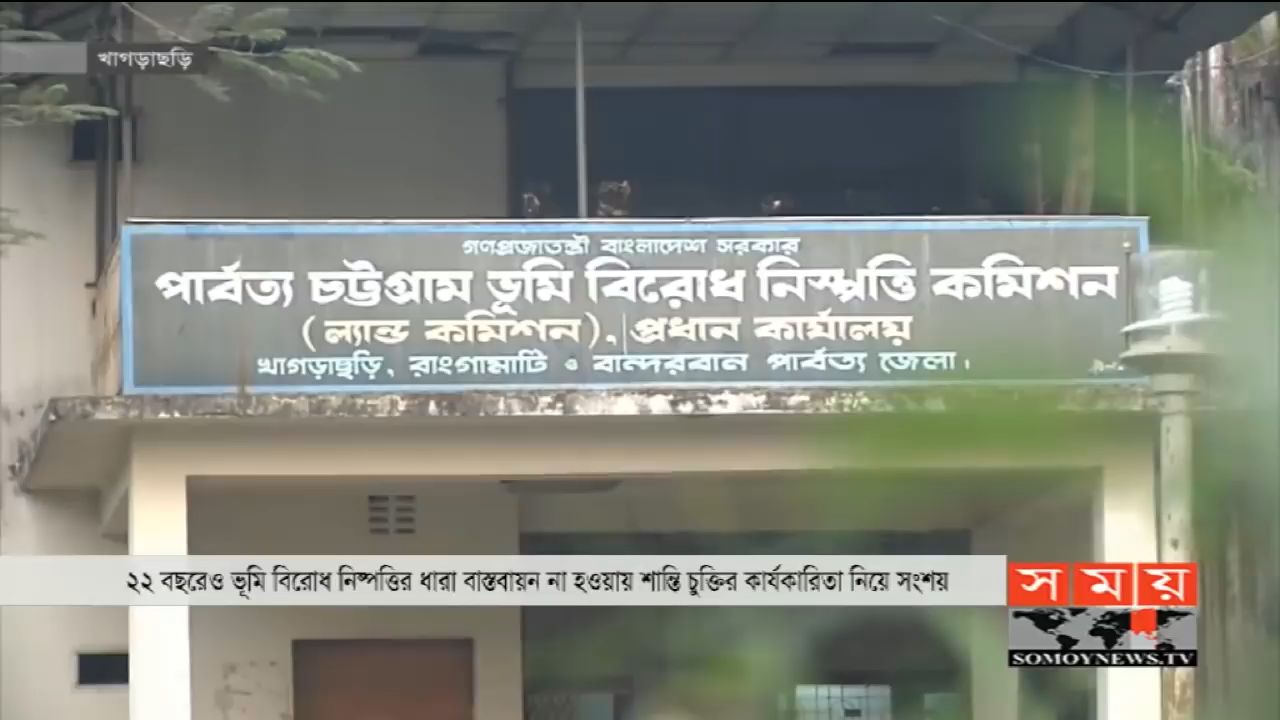 খাগড়াছড়ি
গণপ্রজাতন্ত্রী বাংলাদেশ সরকার
পার্বত্য চট্টগ্রাম ভূমি বিরোধ নিস্পত্তি কমিশন
(ল্যান্ড কমিশন), প্রধান কার্যালয়
খাগড়াছড়ি, রাংগামাটি ও বান্দরবান পার্বত্য জেলা।
২২ বছরেও ভূমি বিরোধ নিষ্পত্তির ধারা বাস্তবায়ন না হওয়ায় শান্তি চুক্তির কার্যকারিতা নিয়ে সংশয়
সময়
SOMOYNEWS.TV